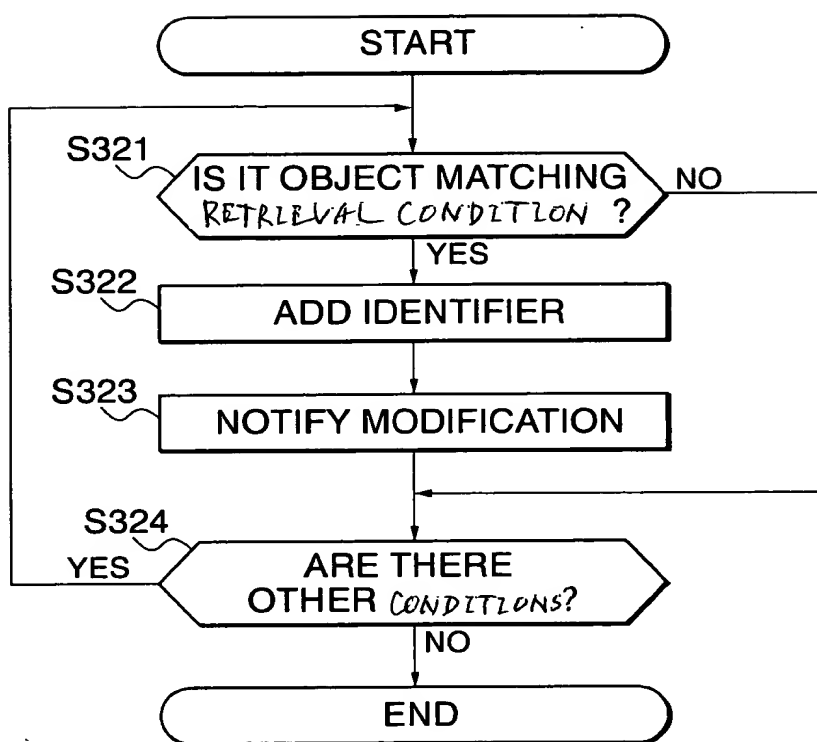 START
S321
IS IT OBJECT MATCHING
RETRIEVAL CONDITION ?
NO
YES
S322
ADD IDENTIFIER
S323
NOTIFY MODIFICATION
S324
YES
ARE THERE
OTHER CONDITIONS?
NO
END